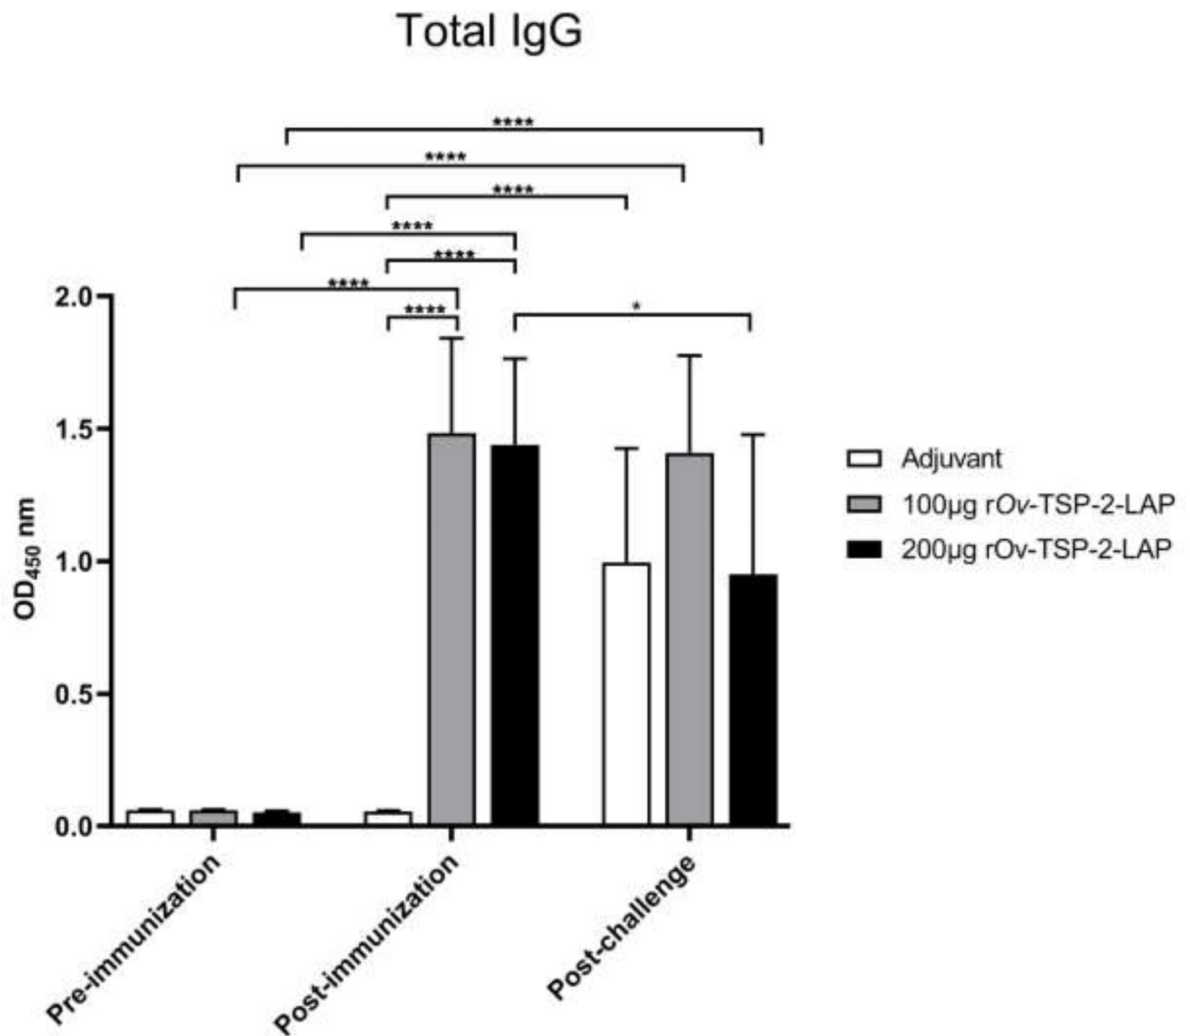 Total IgG
****
****
****
****
****
****
****
*
2.0
1.5
1.0
0.5
0.0
OD450 nm
Pre-immunization
Post-immunization
Post-challenge
Adjuvant
100µg rOv-TSP-2-LAP
200µg rOv-TSP-2-LAP